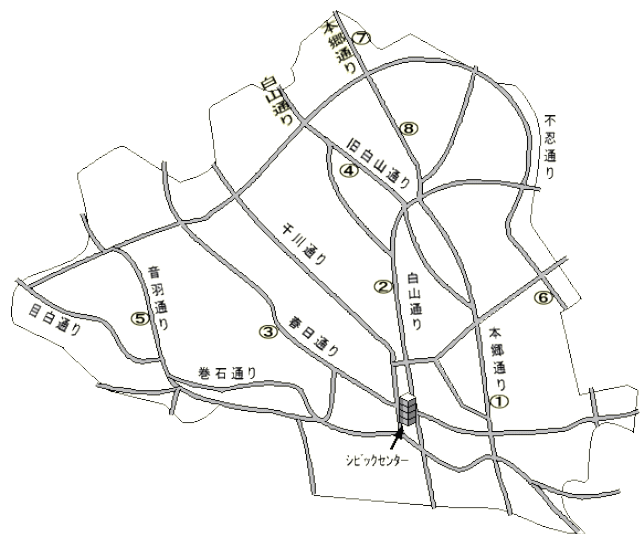 本郷通り
⑦
白山通り
不忍通り
⑧
旧白山通り
④
千川通り
音羽通り
②
白山通り
⑥
目白通り
⑤
③
春日通り
本郷通り
巻石通り
①
シビックセンター